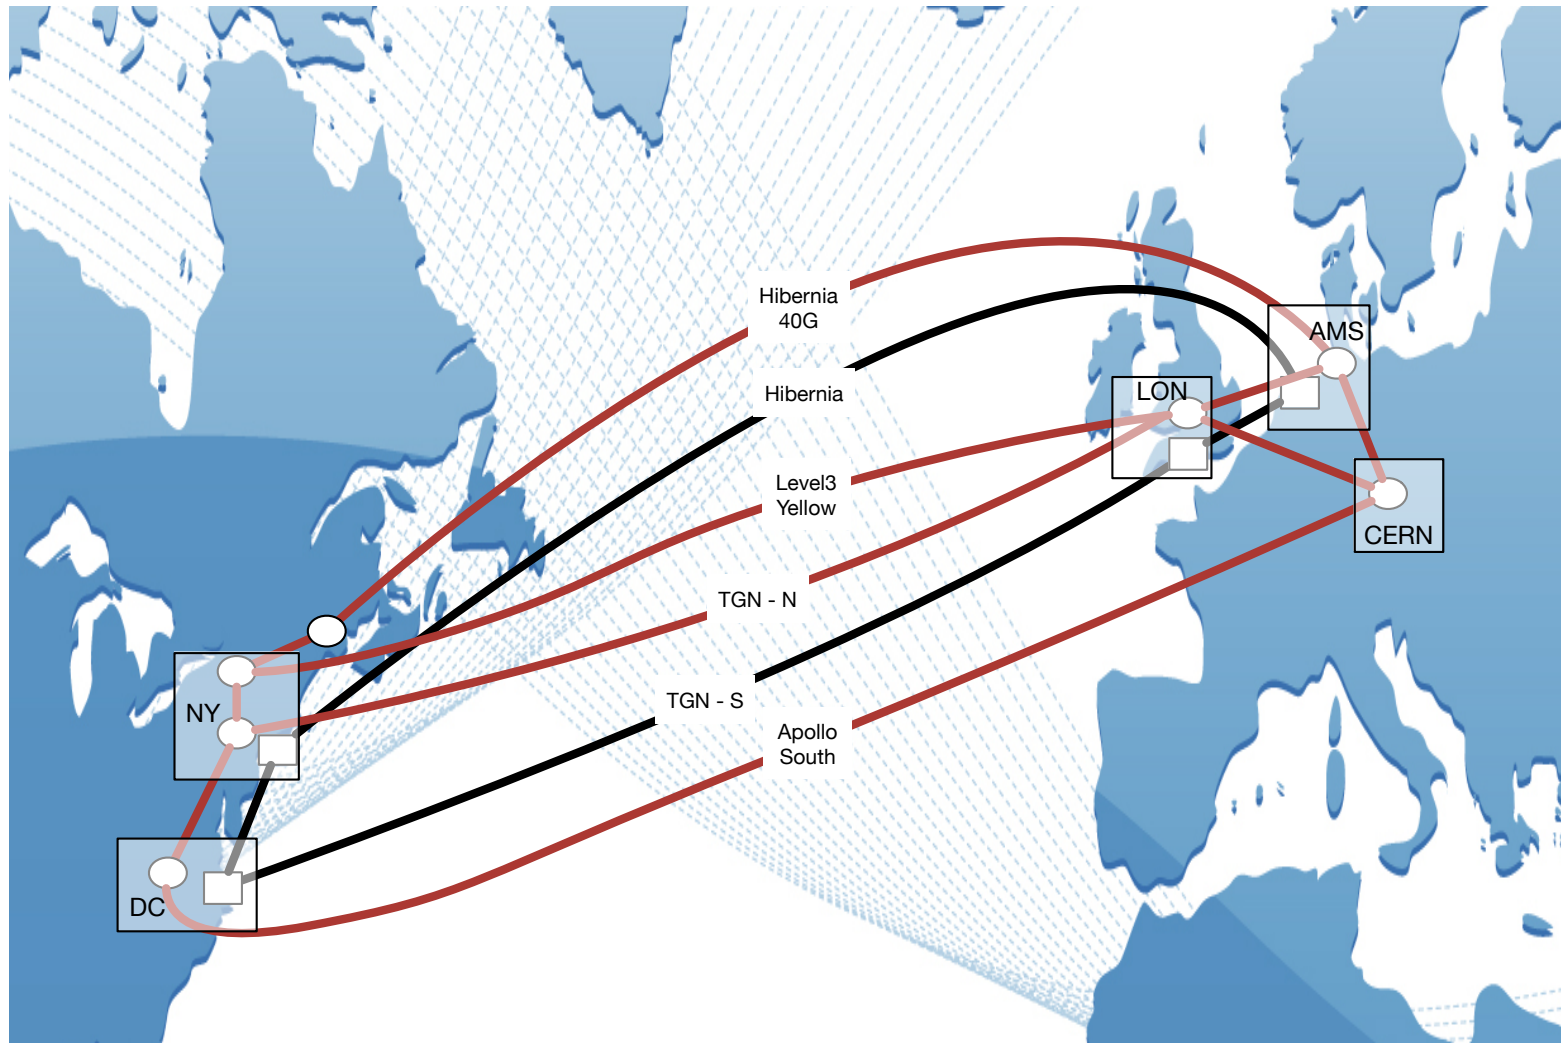 Hibernia
40G
AMS
Hibernia
LON
Level3
Yellow
CERN
TGN - N
NY
TGN - S
Apollo
South
DC